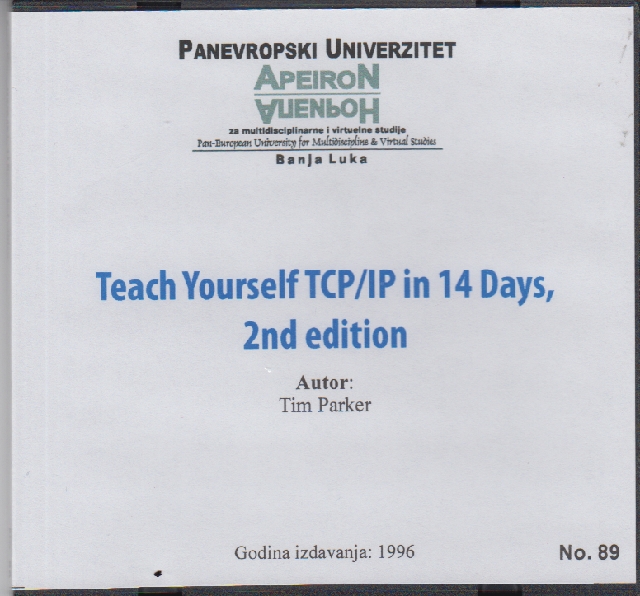 PANEVROPSKI UNIVERZITET
APEIRON
АПЕИРОН
za multidisciplinarne i virtuelne studije
Pan-European University for Multidiscipline & Virtual Studies
Banja Luka
Teach Yourself TCP/IP in 14 Days,
2nd edition
Autor:
Tim Parker
Godina izdavanja: 1996
No. 89